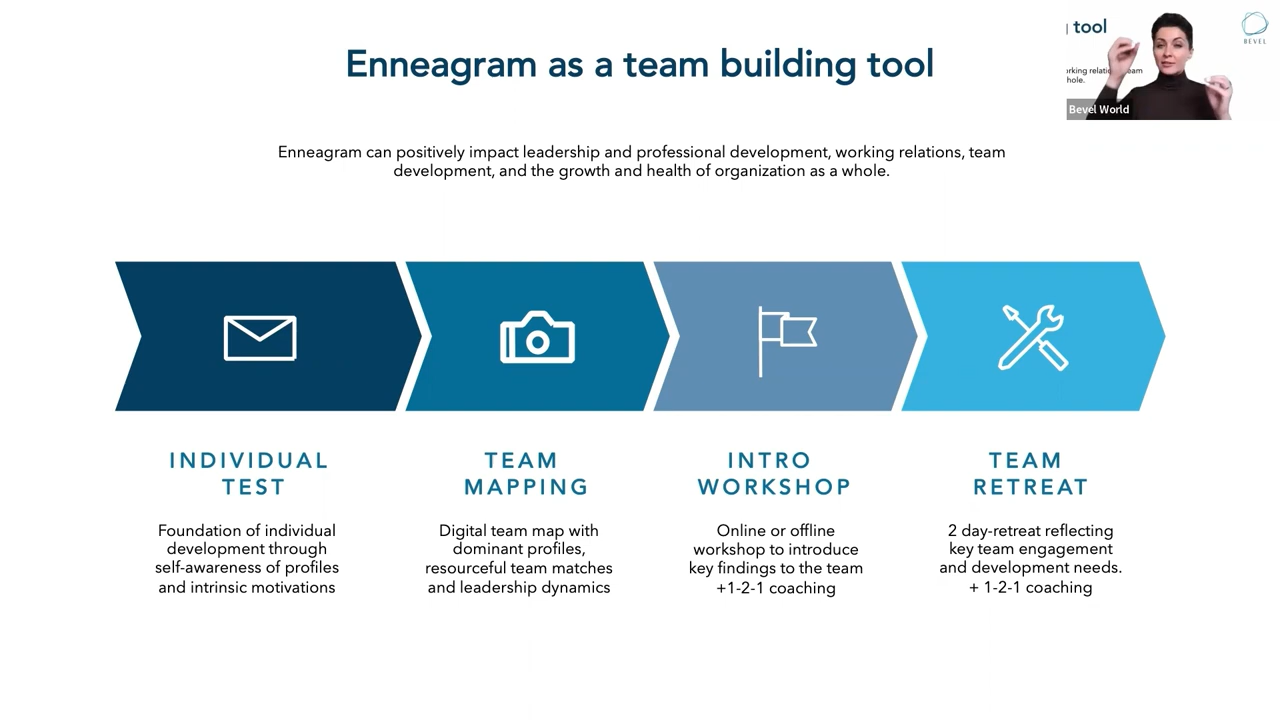 Enneagram as a team building tool
tool
BEVEL
orking relatio
eam
hole.
Bevel World
Enneagram can positively impact leadership and professional development, working relations, team
development, and the growth and health of organization as a whole.
INDIVIDUAL
TEST
Foundation of individual
development through
self-awareness of profiles
and intrinsic motivations
TEAM
MAPPING
Digital team map with
dominant profiles,
resourceful team matches
and leadership dynamics
INTRO
WORKSHOP
Online or offline
workshop to introduce
key findings to the team
+1-2-1 coaching
TEAM
RETREAT
2 day-retreat reflecting
key team engagement
and development needs.
+ 1-2-1 coaching